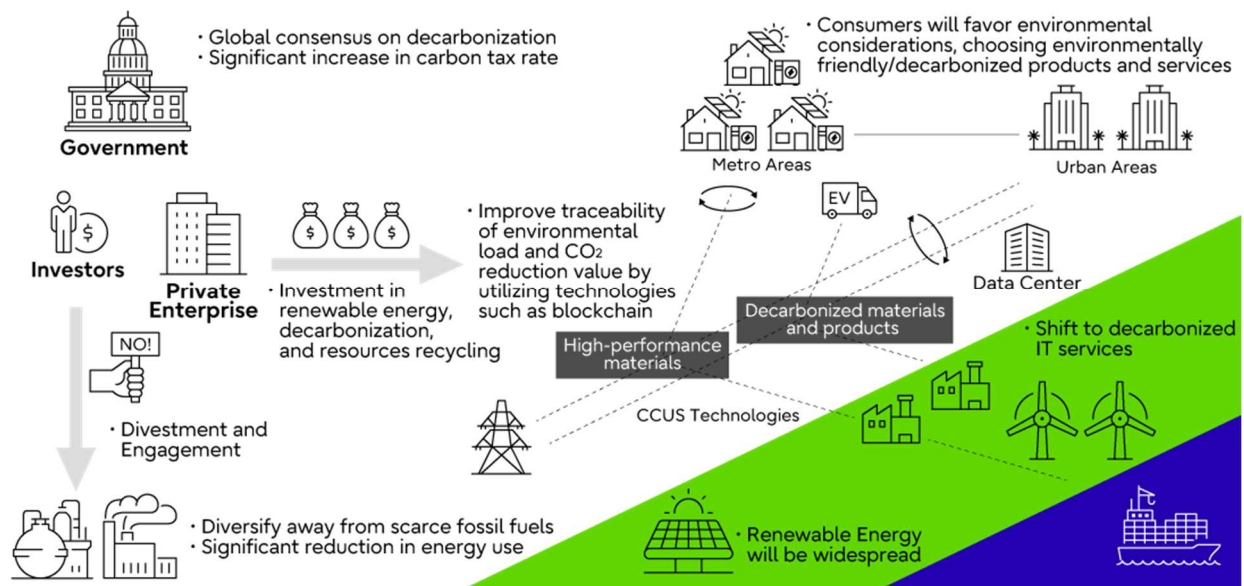 · Global consensus on decarbonization
· Significant increase in carbon tax rate
Government
· Consumers will favor environmental
considerations, choosing environmentally
friendly/decarbonized products and services
Metro Areas
Urban Areas
EV
Data Center
$
Investors
Private
Enterprise
$ $ $
· Investment in
renewable energy,
decarbonization,
and resources recycling
· Improve traceability
of environmental
load and CO₂
reduction value by
utilizing technologies
such as blockchain
High-performance
materials
Decarbonized materials
and products
· Shift to decarbonized
IT services
CCUS Technologies
NO!
· Divestment and
Engagement
· Diversify away from scarce fossil fuels
· Significant reduction in energy use
· Renewable Energy
will be widespread